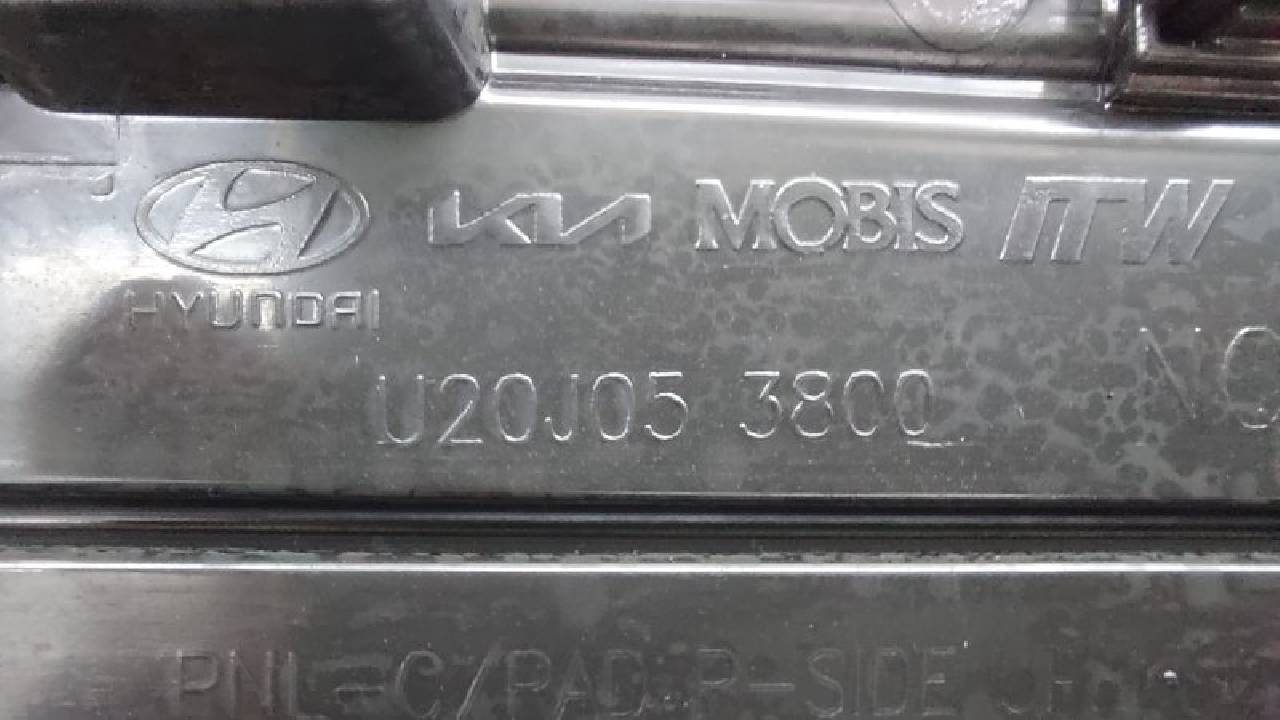 KIA MOBIS ITW
HYUNDAI
U20J05 3800
PNL-C/PAD P-SIDE